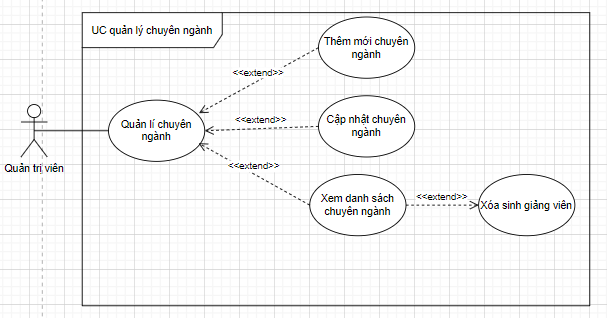 UC quản lý chuyên ngành
Thêm mới chuyên
ngành
<<extend>>
Quản lí chuyên
ngành
<<extend>>
Cập nhật chuyên
ngành
Quản trị viên
<<extend>>
Xem danh sách
chuyên ngành
<<extend>>
Xóa sinh giảng viên